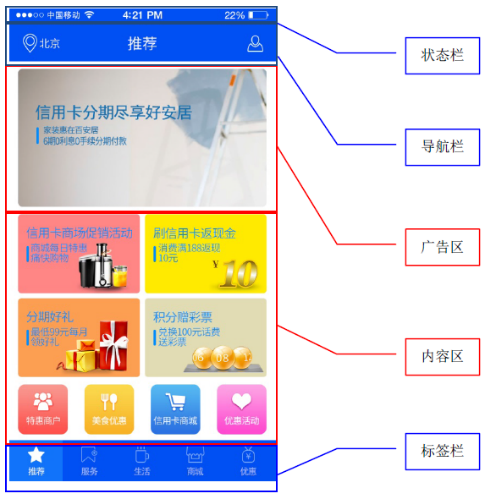 中国移动 4:21 PM 22%
北京 推荐
信用卡分期尽享好安居
家装惠在百安居
6期0利息0手续分期付款
信用卡商场促销活动
商城每日特惠
痛快购物
刷信用卡返现金
消费满188返现
10元
¥10
分期好礼
最低99元每月
领好礼
积分赠彩票
兑换100元话费
送彩票
特惠商户 美食优惠 信用卡商城 优惠活动
推荐 服务 生活 商城 优惠
状态栏
导航栏
广告区
内容区
标签栏